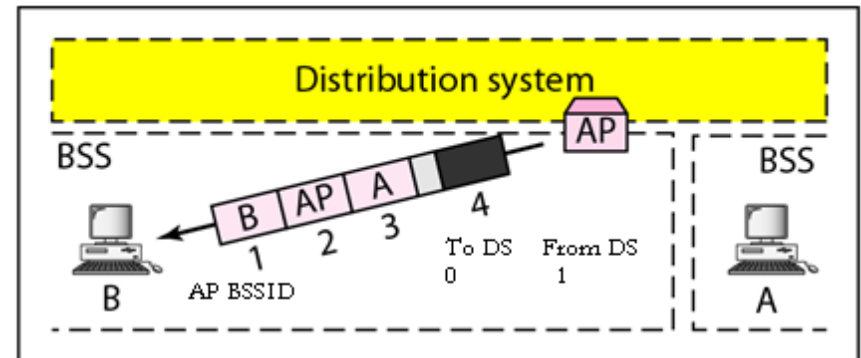 Distribution system
AP
BSS
BSS
B AP A
1 2 3 4
To DS From DS
0 1
AP BSSID
B
A